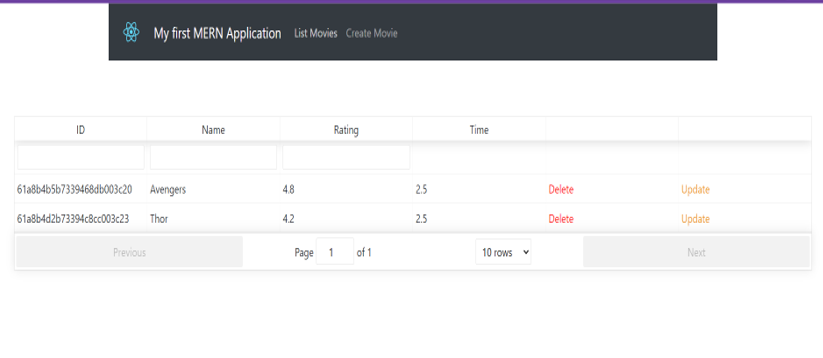 My first MERN Application List Movies Create Movie
ID Name Rating Time
61a8b4b5b7339468db003c20 Avengers 4.8 2.5 Delete Update
61a8b4d2b73394c8cc003c23 Thor 4.2 2.5 Delete Update
Previous Page 1 of 1 10 rows Next